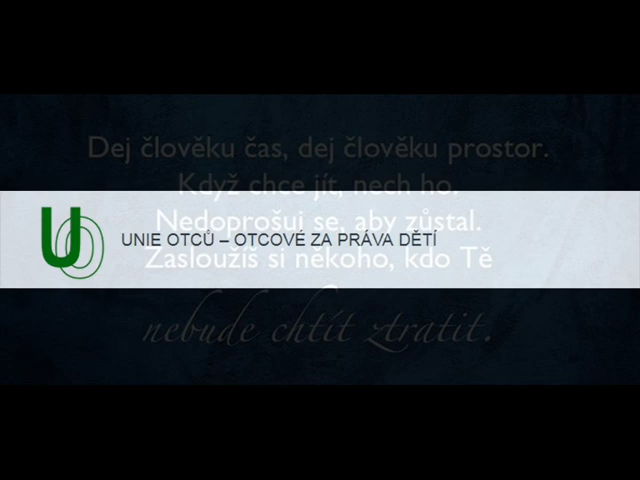 Dej člověku čas, dej člověku prostor.
Když chce jít, nech ho.
Nedoprošuj se, aby zůstal.
UO UNIE OTCŮ – OTCOVÉ ZA PRÁVA DĚTÍ
Zasloužíš si někoho, kdo Tě
nebude chtít ztratit.